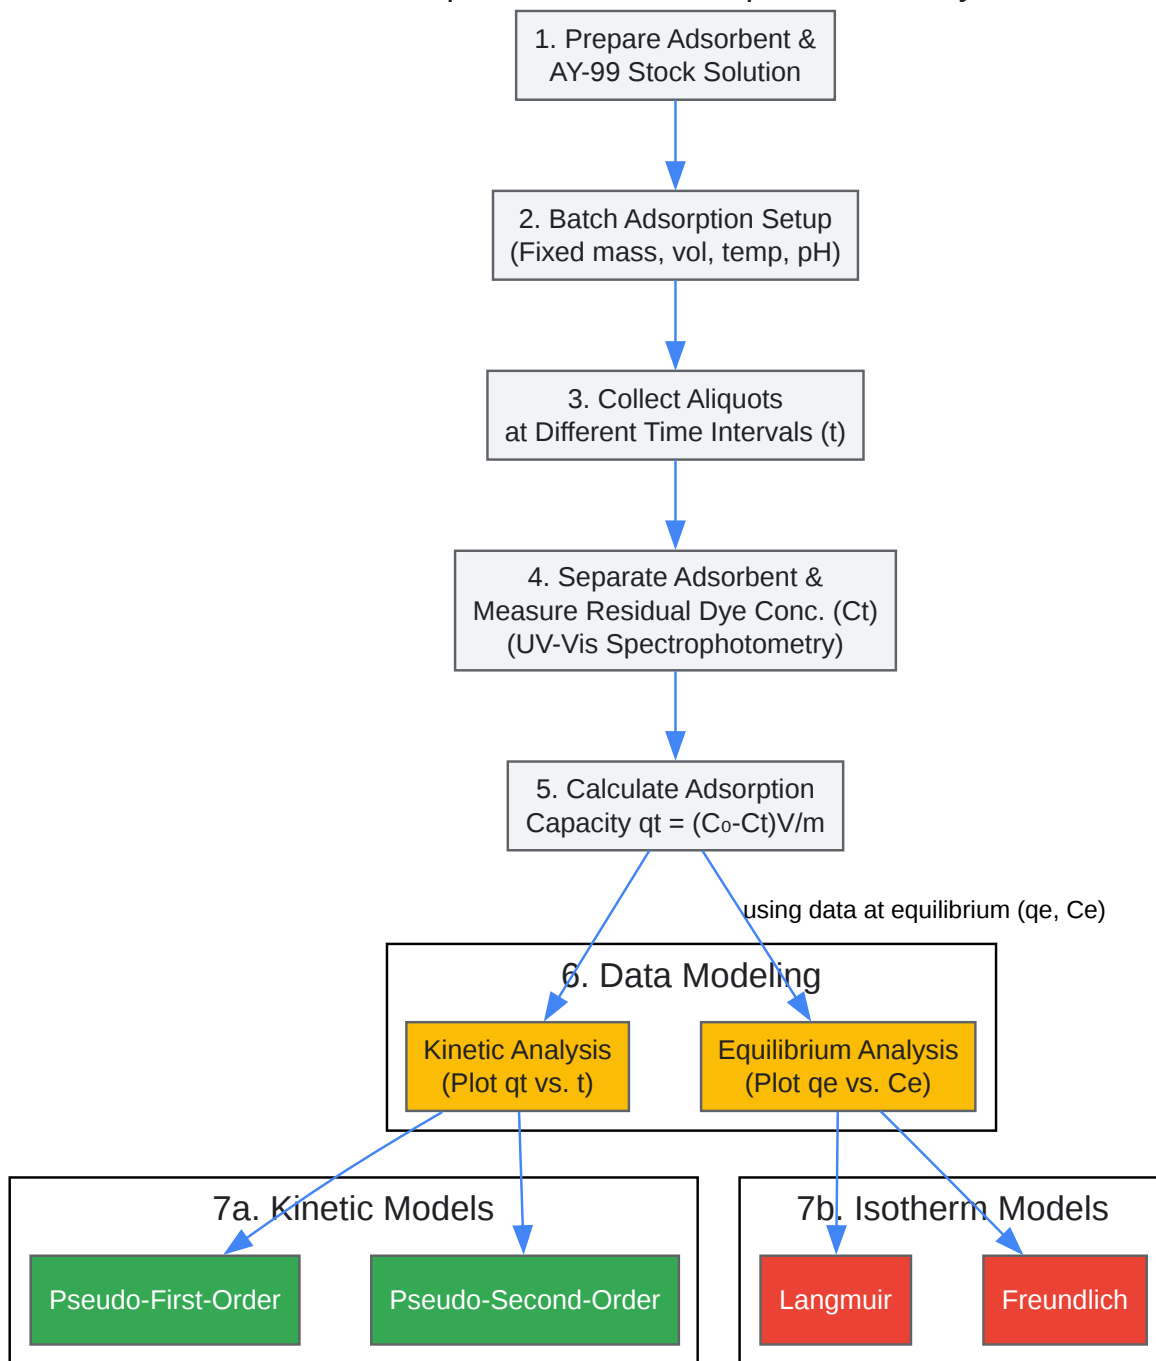 1. Prepare Adsorbent &
AY-99 Stock Solution
2. Batch Adsorption Setup
(Fixed mass, vol, temp, pH)
3. Collect Aliquots
at Different Time Intervals (t)
4. Separate Adsorbent &
Measure Residual Dye Conc. (Ct)
(UV-Vis Spectrophotometry)
5. Calculate Adsorption
Capacity qt = (C₀-Ct)V/m
using data at equilibrium (qe, Ce)
6. Data Modeling
Kinetic Analysis
(Plot qt vs. t)
Equilibrium Analysis
(Plot qe vs. Ce)
7a. Kinetic Models
Pseudo-First-Order
Pseudo-Second-Order
7b. Isotherm Models
Langmuir
Freundlich